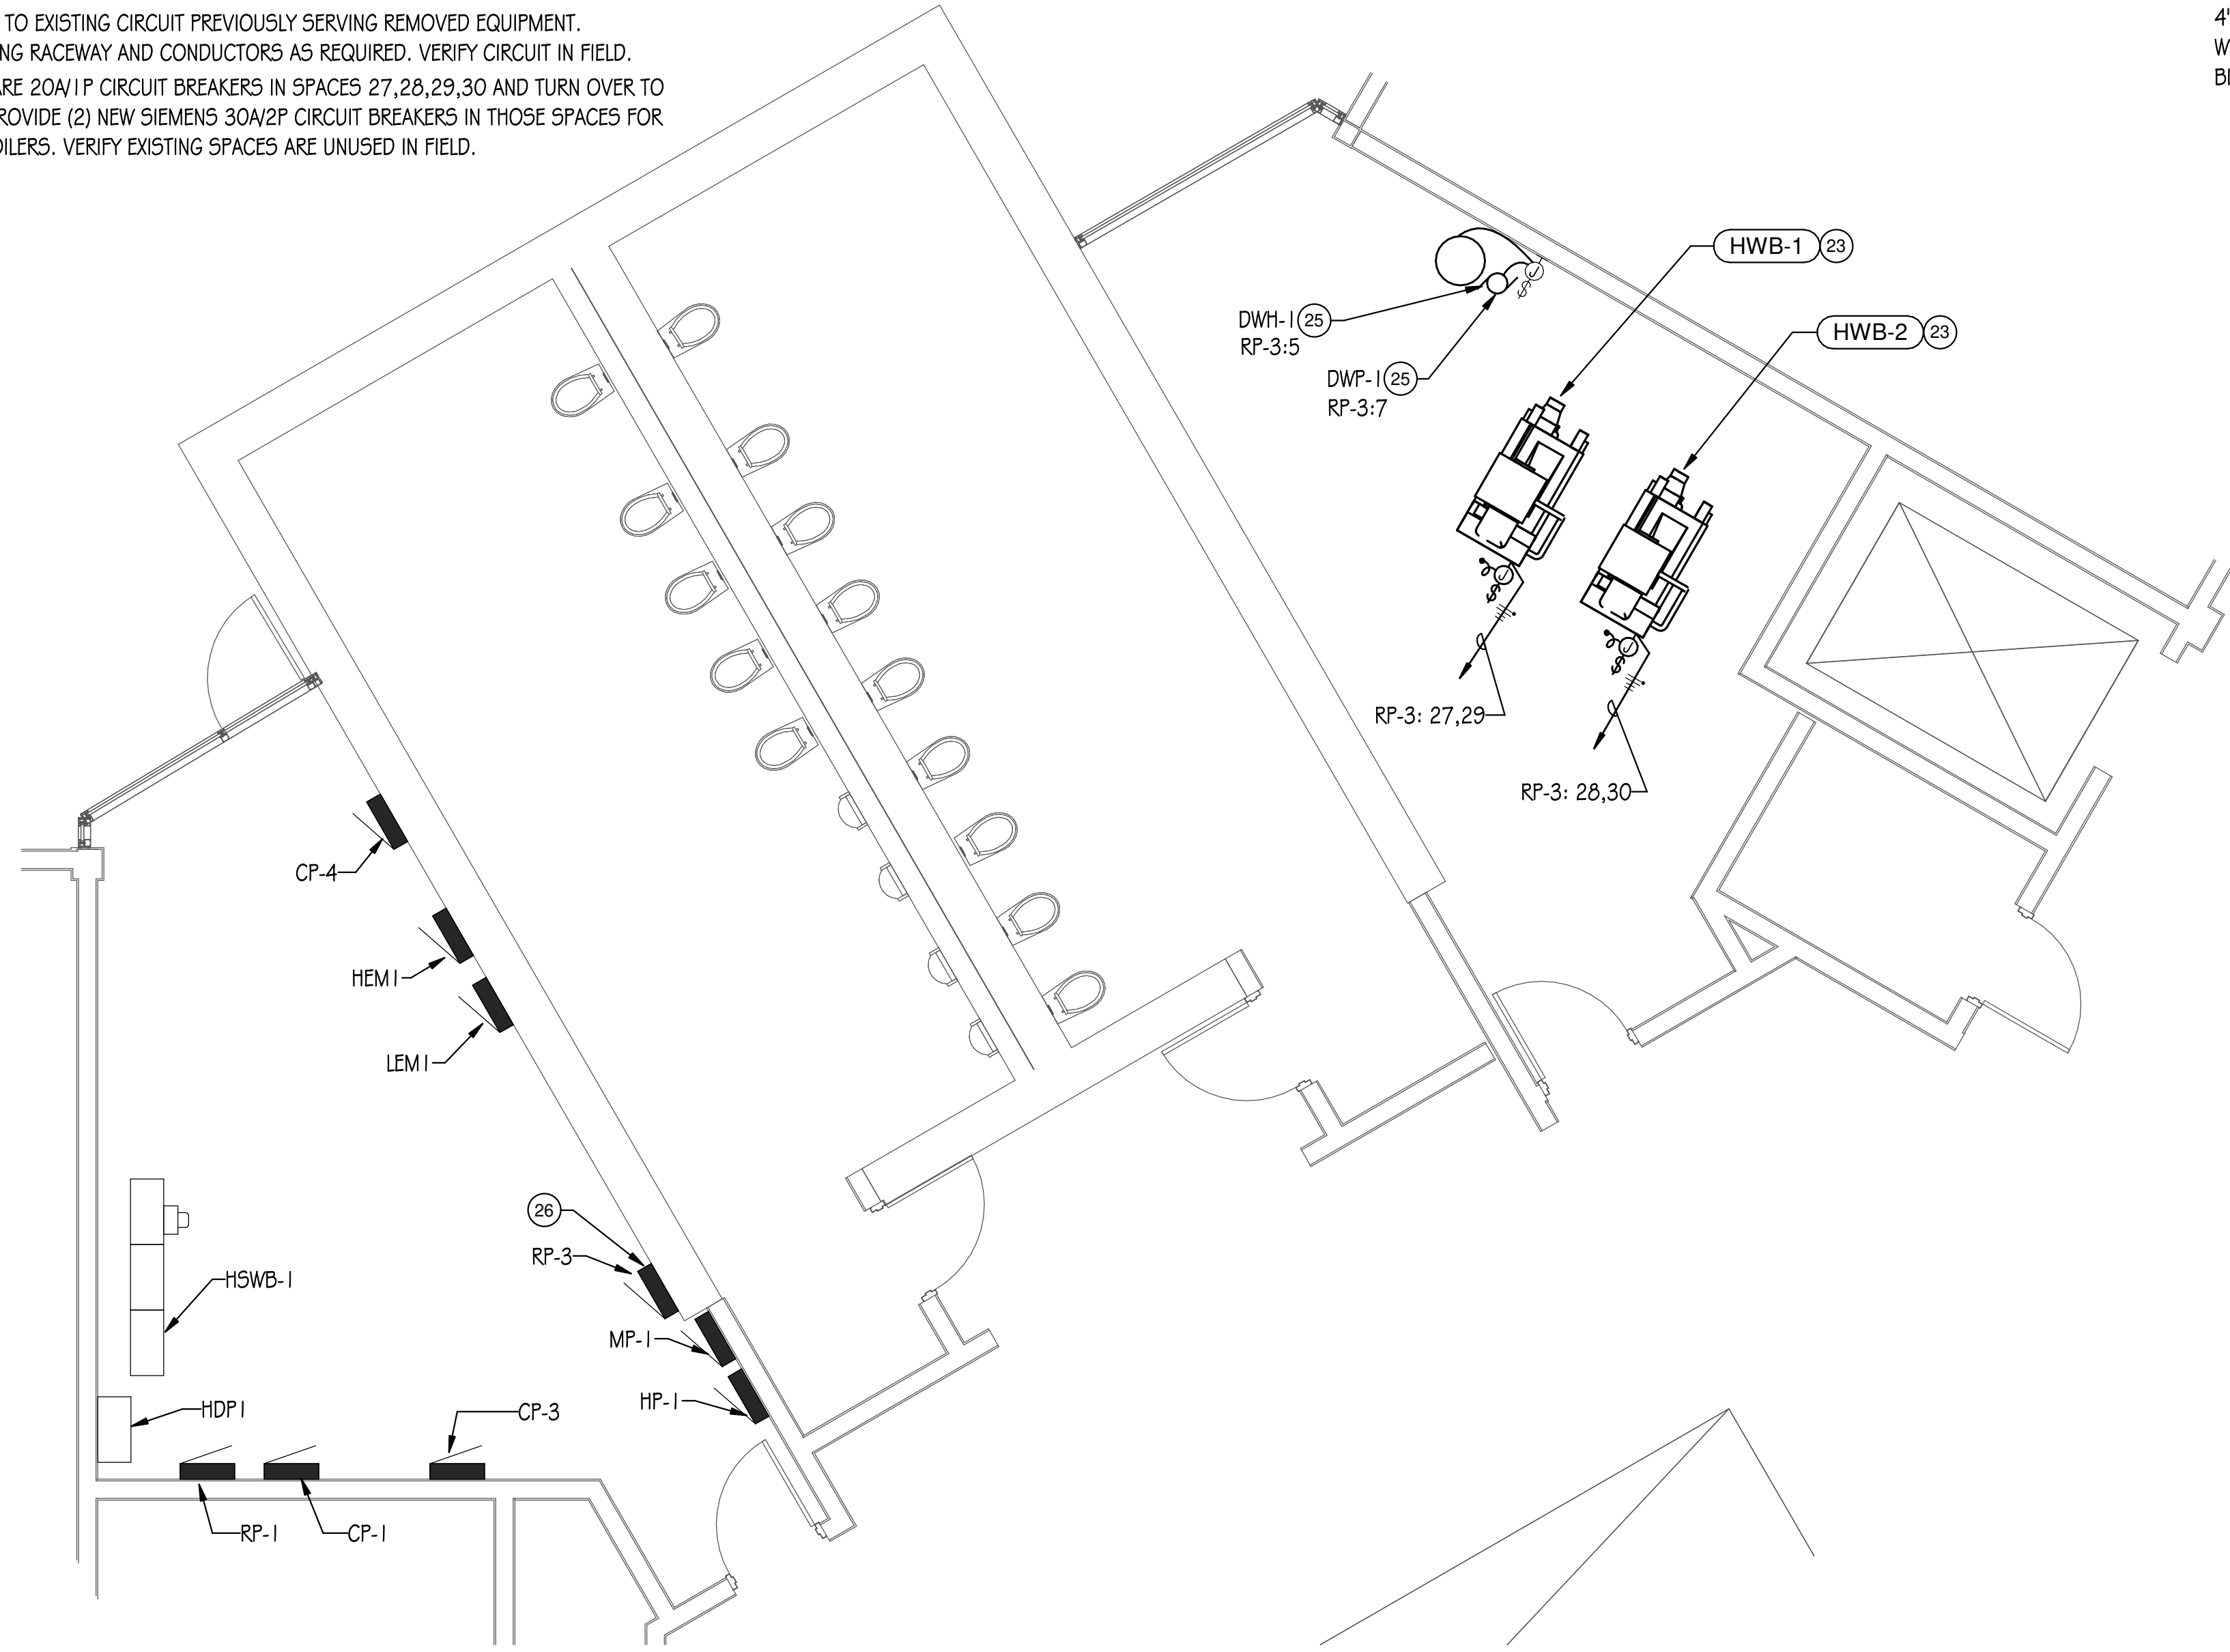 TO EXISTING CIRCUIT PREVIOUSLY SERVING REMOVED EQUIPMENT.
NG RACEWAY AND CONDUCTORS AS REQUIRED. VERIFY CIRCUIT IN FIELD.
ARE 20A/1P CIRCUIT BREAKERS IN SPACES 27,28,29,30 AND TURN OVER TO
ROVIDE (2) NEW SIEMENS 30A/2P CIRCUIT BREAKERS IN THOSE SPACES FOR
OILERS. VERIFY EXISTING SPACES ARE UNUSED IN FIELD.
4'
W
HWB-1 23
HWB-2 23
DWH-1 25
RP-3:5
DWP-1 25
RP-3:7
J
$
J
$
J
$
RP-3: 27,29
RP-3: 28,30
CP-4
HEM1
LEM1
26
RP-3
HSWB-1
MP-1
HP-1
HDP1
CP-3
RP-1
CP-1